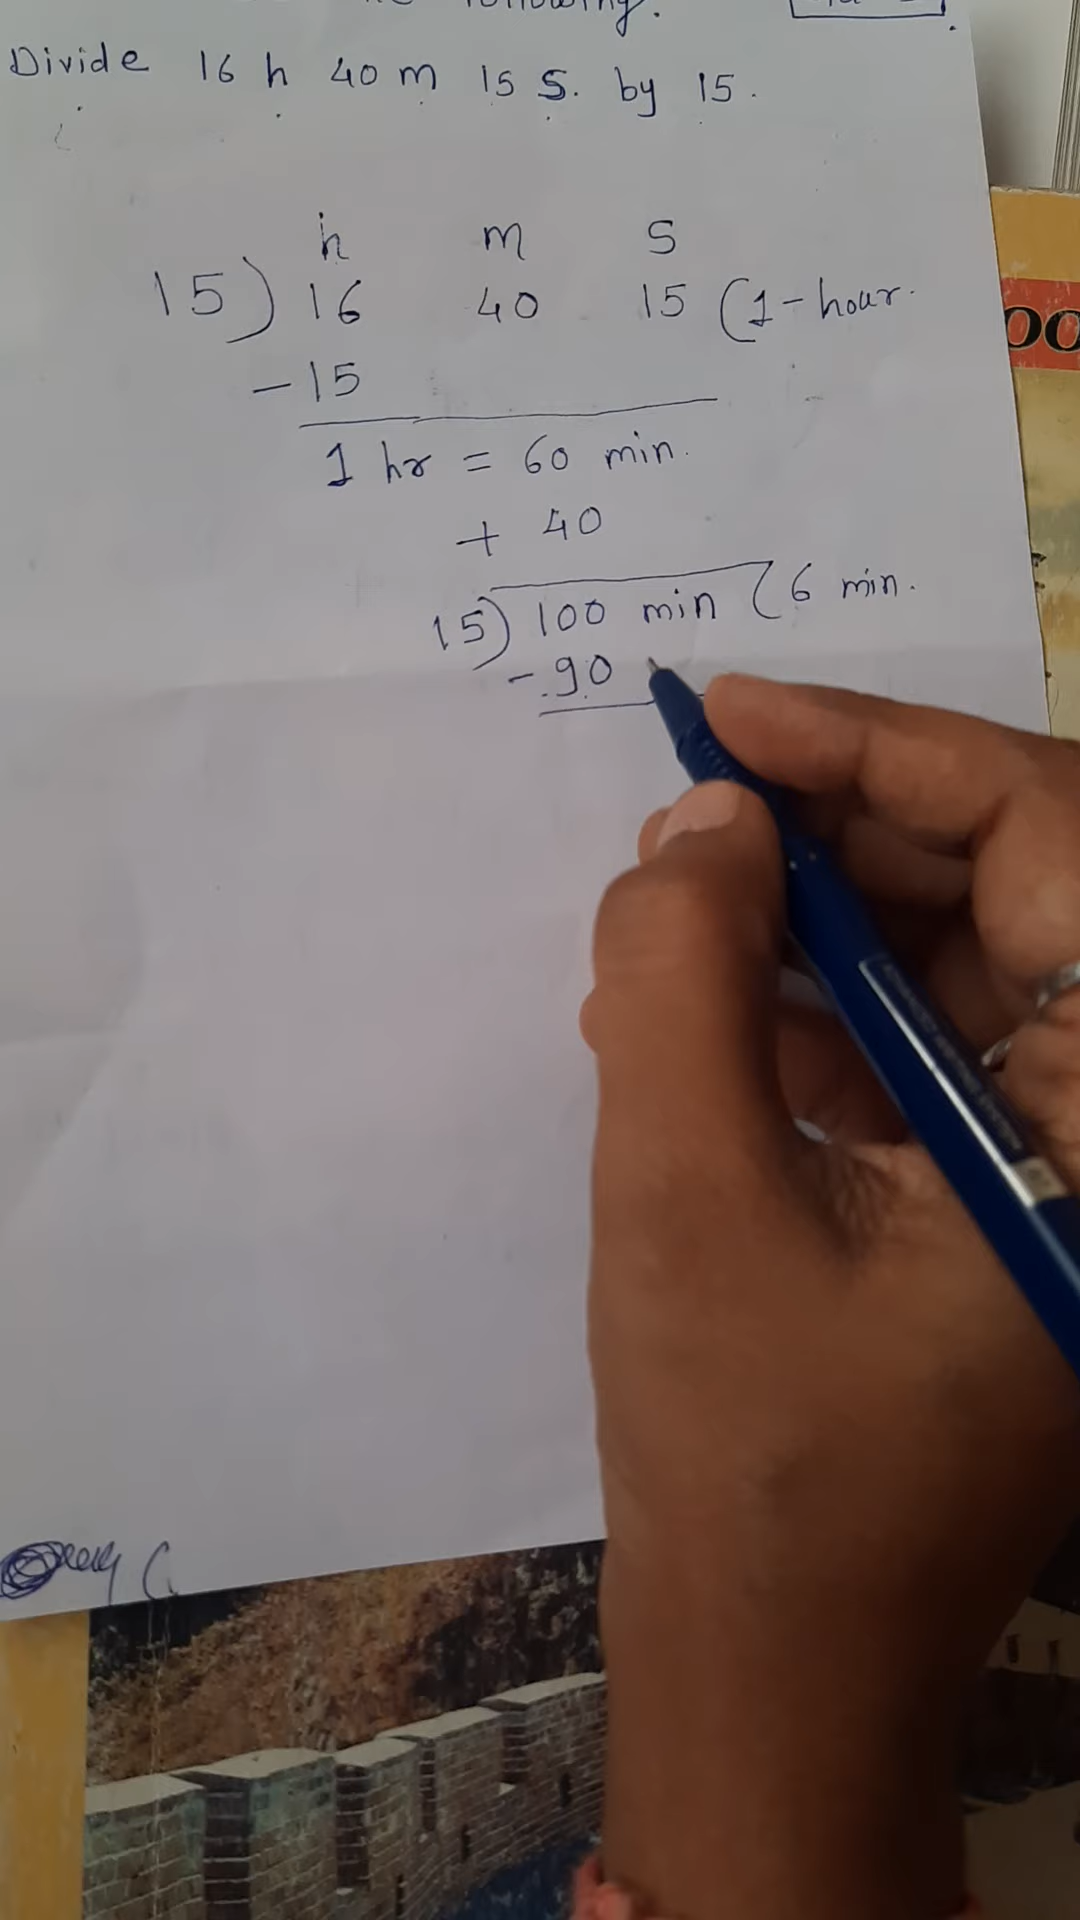 following.
Divide 16 h 40 m 15 S. by 15.
h m S
15) 16 40 15 (1-hour.
-15
1 hr = 60 min.
+ 40
15) 100 min (6 min.
- 90